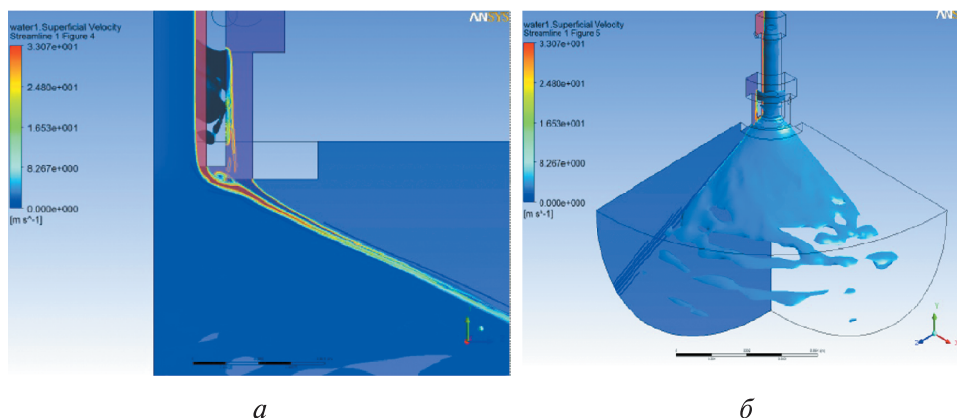 ANSYS
water1.Superficial Velocity
Streamline 1 Figure 4
3.307e+001
2.480e+001
1.653e+001
8.267e+000
0.000e+000
[m s^-1]
ANSYS
water1.Superficial Velocity
Streamline 1 Figure 5
3.307e+001
2.480e+001
1.653e+001
8.267e+000
0.000e+000
[m s^-1]
Y
X
Z
а
б